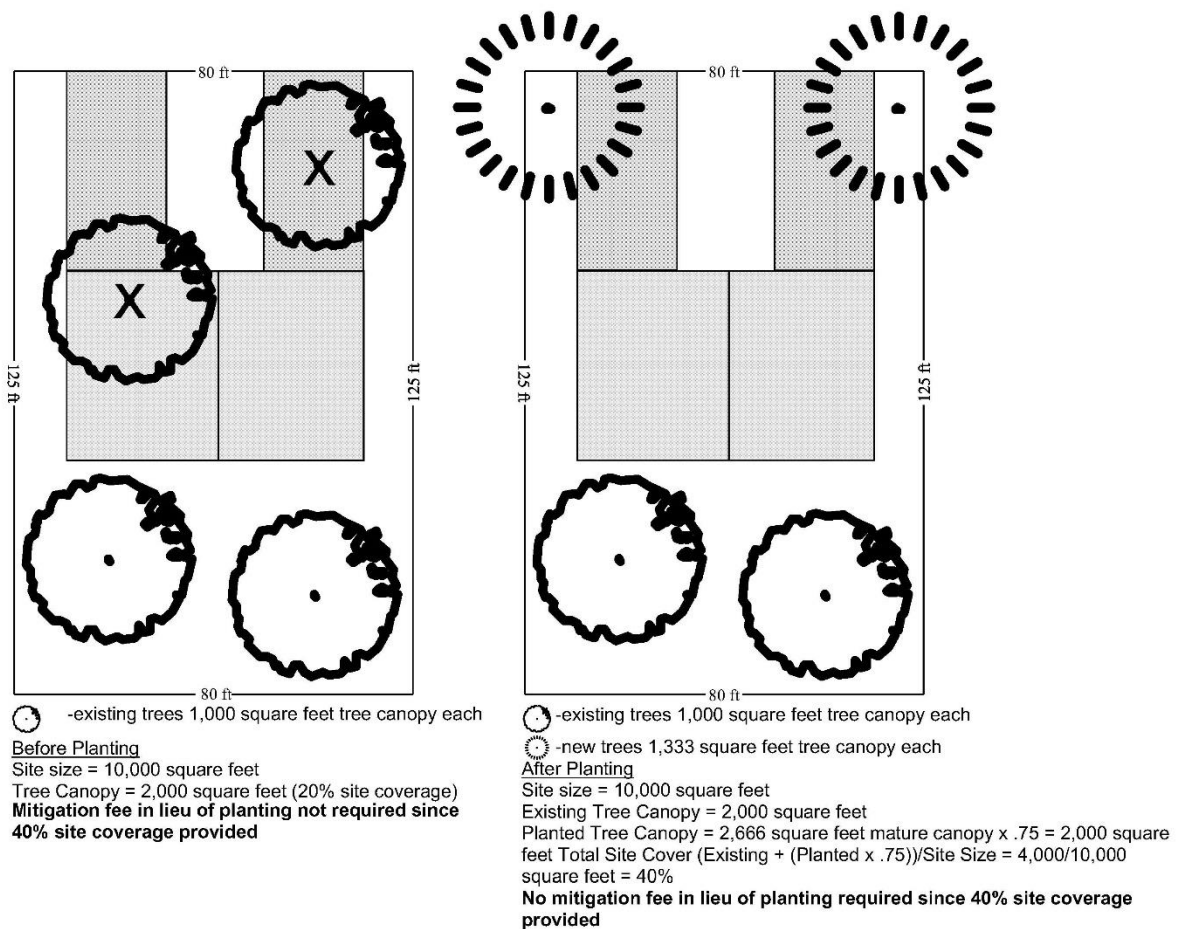 80 ft
X
X
125 ft
125 ft
80 ft
-existing trees 1,000 square feet tree canopy each
Before Planting
Site size = 10,000 square feet
Tree Canopy = 2,000 square feet (20% site coverage)
Mitigation fee in lieu of planting not required since
40% site coverage provided
80 ft
125 ft
125 ft
80 ft
-existing trees 1,000 square feet tree canopy each
-new trees 1,333 square feet tree canopy each
After Planting
Site size = 10,000 square feet
Existing Tree Canopy = 2,000 square feet
Planted Tree Canopy = 2,666 square feet mature canopy x .75 = 2,000 square
feet Total Site Cover (Existing + (Planted x .75))/Site Size = 4,000/10,000
square feet = 40%
No mitigation fee in lieu of planting required since 40% site coverage
provided